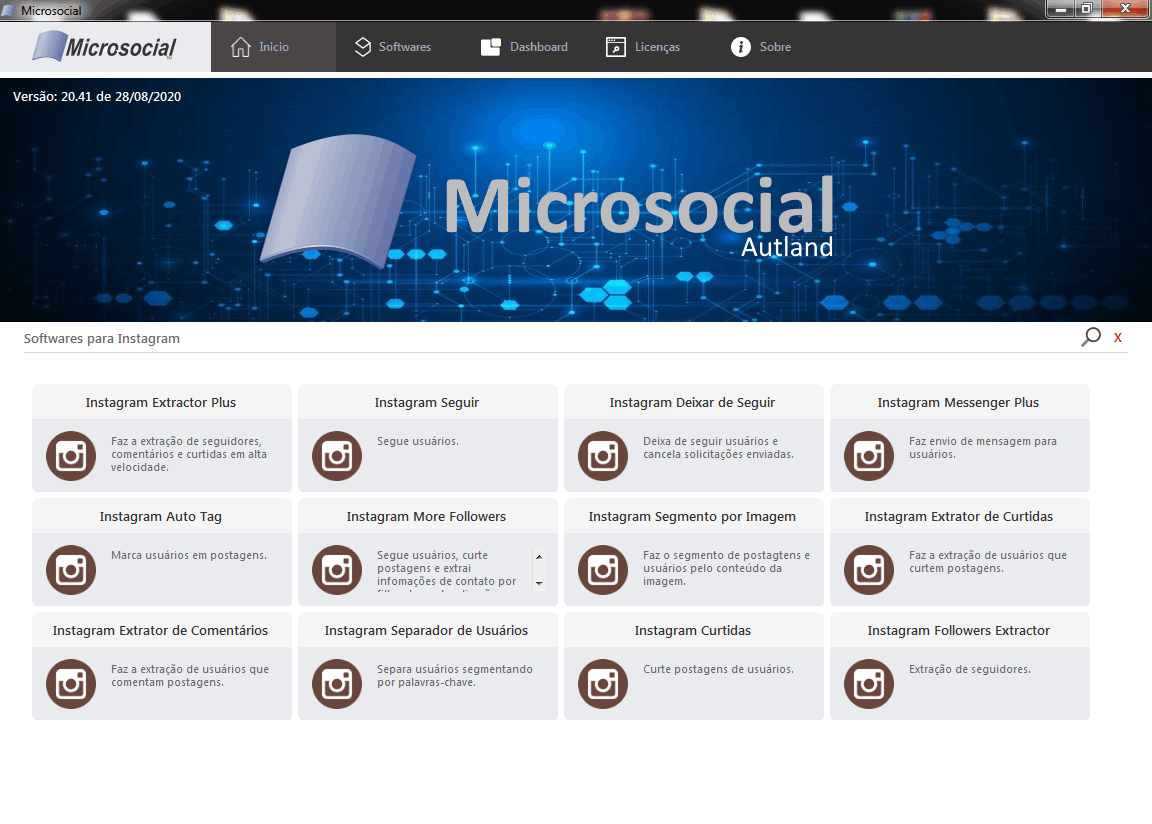 Microsocial
Microsocial
Inicio
Softwares
Dashboard
Licenças
Sobre
Versão: 20.41 de 28/08/2020
Microsocial
Autland
Softwares para Instagram
X
Instagram Extractor Plus
Faz a extração de seguidores,
comentários e curtidas em alta
velocidade.
Instagram Seguir
Segue usuários.
Instagram Deixar de Seguir
Deixa de seguir usuários e
cancela solicitações enviadas.
Instagram Messenger Plus
Faz envio de mensagem para
usuários.
Instagram Auto Tag
Marca usuários em postagens.
Instagram More Followers
Segue usuários, curte
postagens e extrai
infomações de contato por
Instagram Segmento por Imagem
Faz o segmento de postagtens e
usuários pelo conteúdo da
imagem.
Instagram Extrator de Curtidas
Faz a extração de usuários que
curtem postagens.
Instagram Extrator de Comentários
Faz a extração de usuários que
comentam postagens.
Instagram Separador de Usuários
Separa usuários segmentando
por palavras-chave.
Instagram Curtidas
Curte postagens de usuários.
Instagram Followers Extractor
Extração de seguidores.